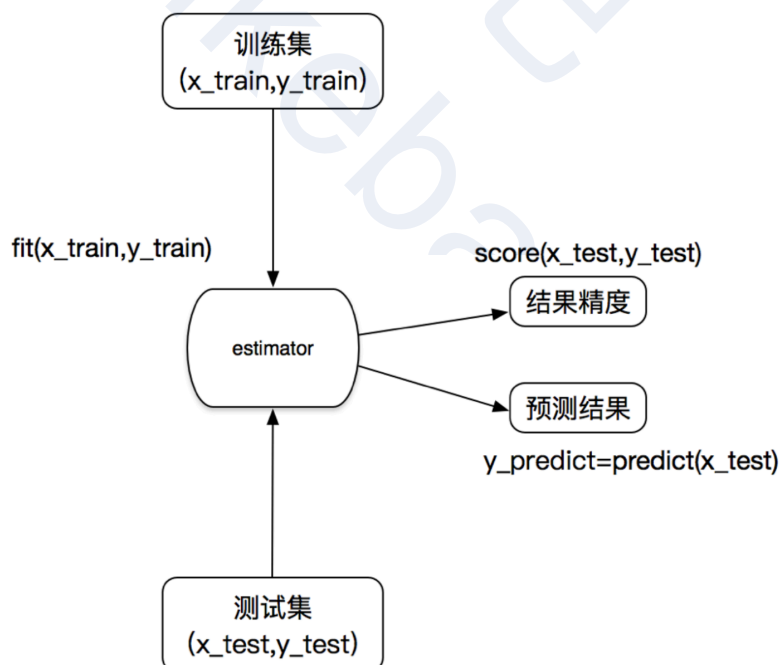 训练集
(x_train,y_train)
fit(x_train,y_train)
score(x_test,y_test)
结果精度
estimator
预测结果
y_predict=predict(x_test)
测试集
(x_test,y_test)